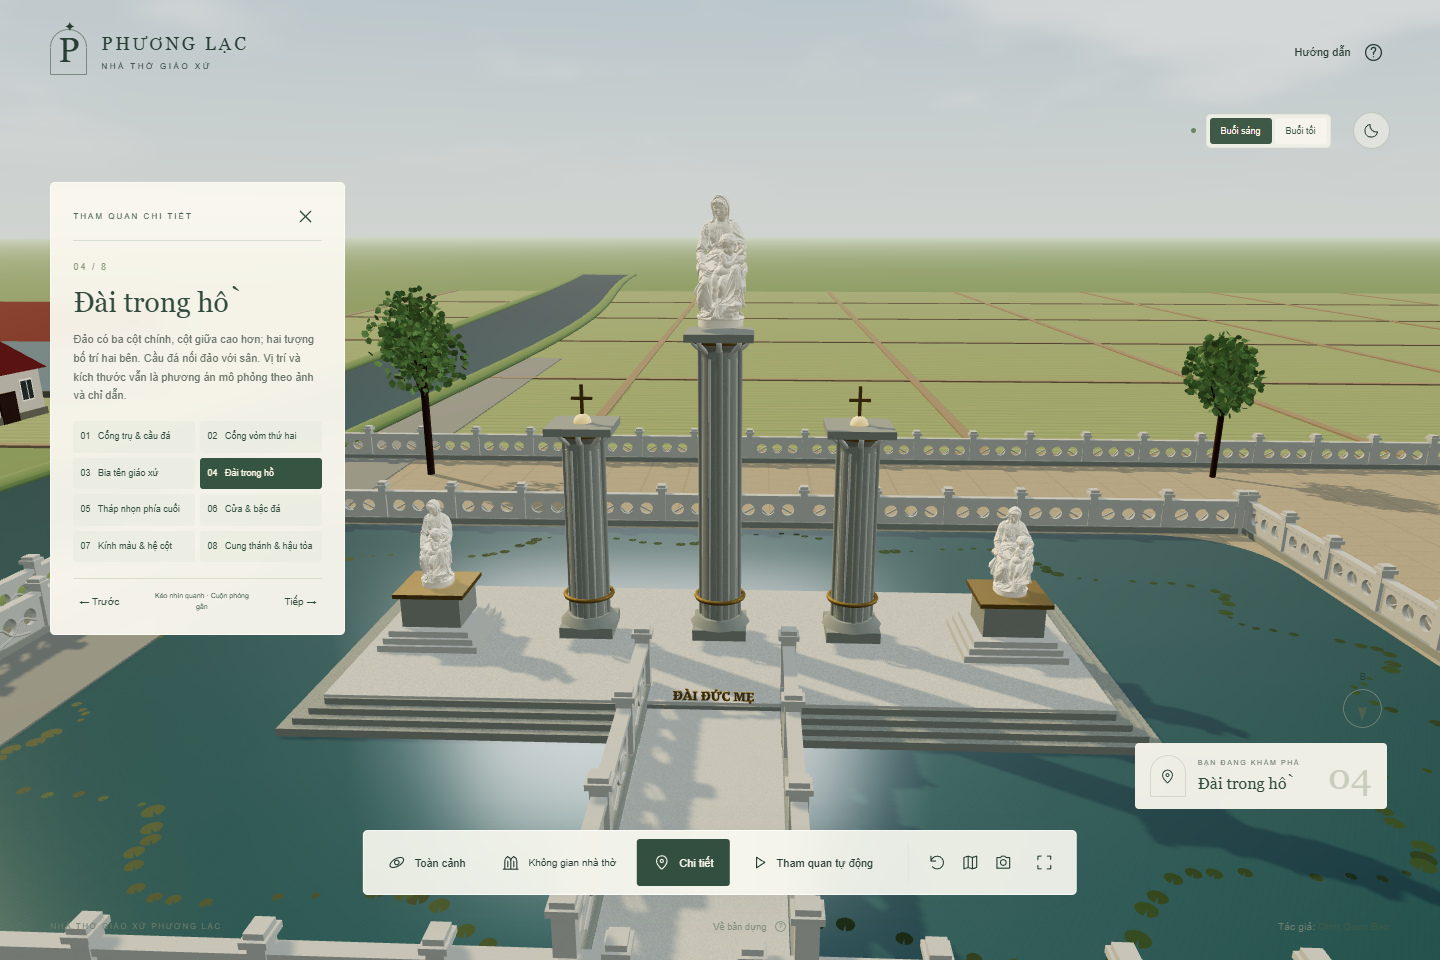 P PHƯƠNG LẠC
NHÀ THỜ GIÁO XỨ
Hướng dẫn
Buổi sáng Buổi tối
THAM QUAN CHI TIẾT
04 / 8
Đài trong hồ
Đảo có ba cột chính, cột giữa cao hơn; hai tượng
bố trí hai bên. Cầu đá nối đảo với sân. Vị trí và
kích thước vẫn là phương án mô phỏng theo ảnh
và chỉ dẫn.
01 Cổng trụ & cầu đá
02 Cổng vòm thứ hai
03 Bia tên giáo xứ
04 Đài trong hồ
05 Tháp nhọn phía cuối
06 Cửa & bậc đá
07 Kính màu & hệ cột
08 Cung thánh & hậu tòa
← Trước
Kéo nhìn quanh · Cuộn phóng
gần
Tiếp →
ĐÀI ĐỨC MẸ
B
BẠN ĐANG KHÁM PHÁ
Đài trong hồ
04
Toàn cảnh
Không gian nhà thờ
Chi tiết
Tham quan tự động
NHÀ THỜ GIÁO XỨ PHƯƠNG LẠC
Về bản dựng
Tác giả: